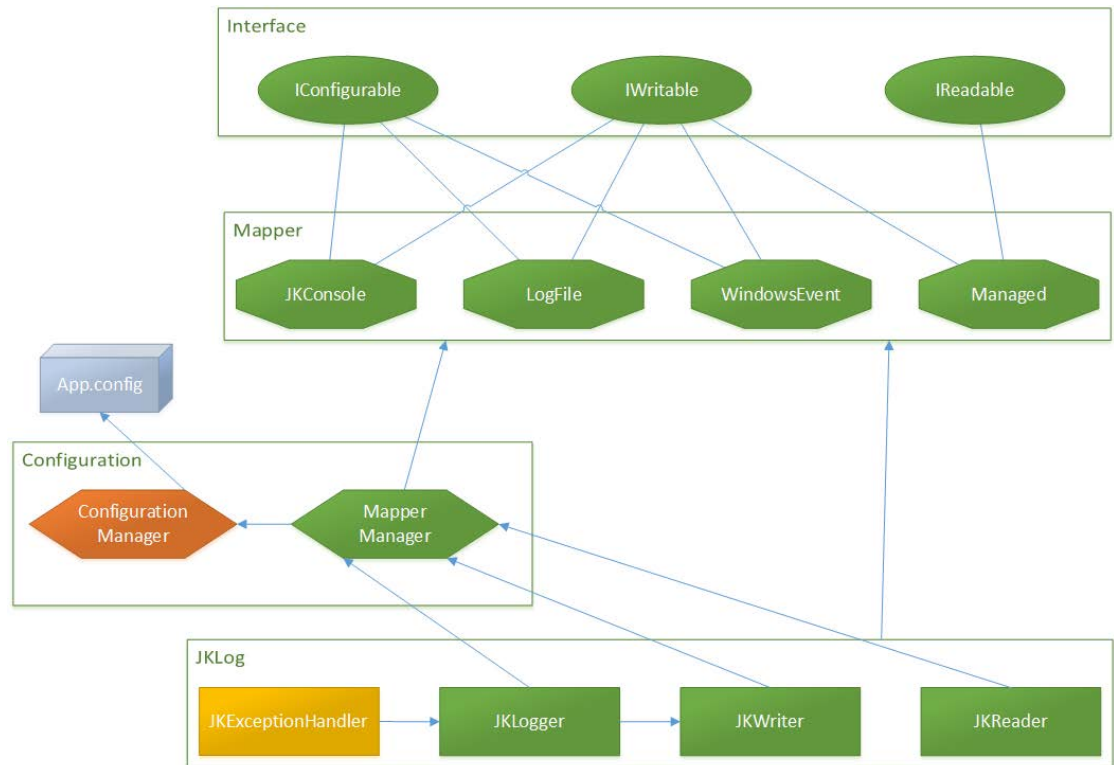 Interface
IConfigurable
IWritable
IReadable
Mapper
JKConsole
LogFile
WindowsEvent
Managed
App.config
Configuration
Configuration
Manager
Mapper
Manager
JKLog
JKExceptionHandler
JKLogger
JKWriter
JKReader